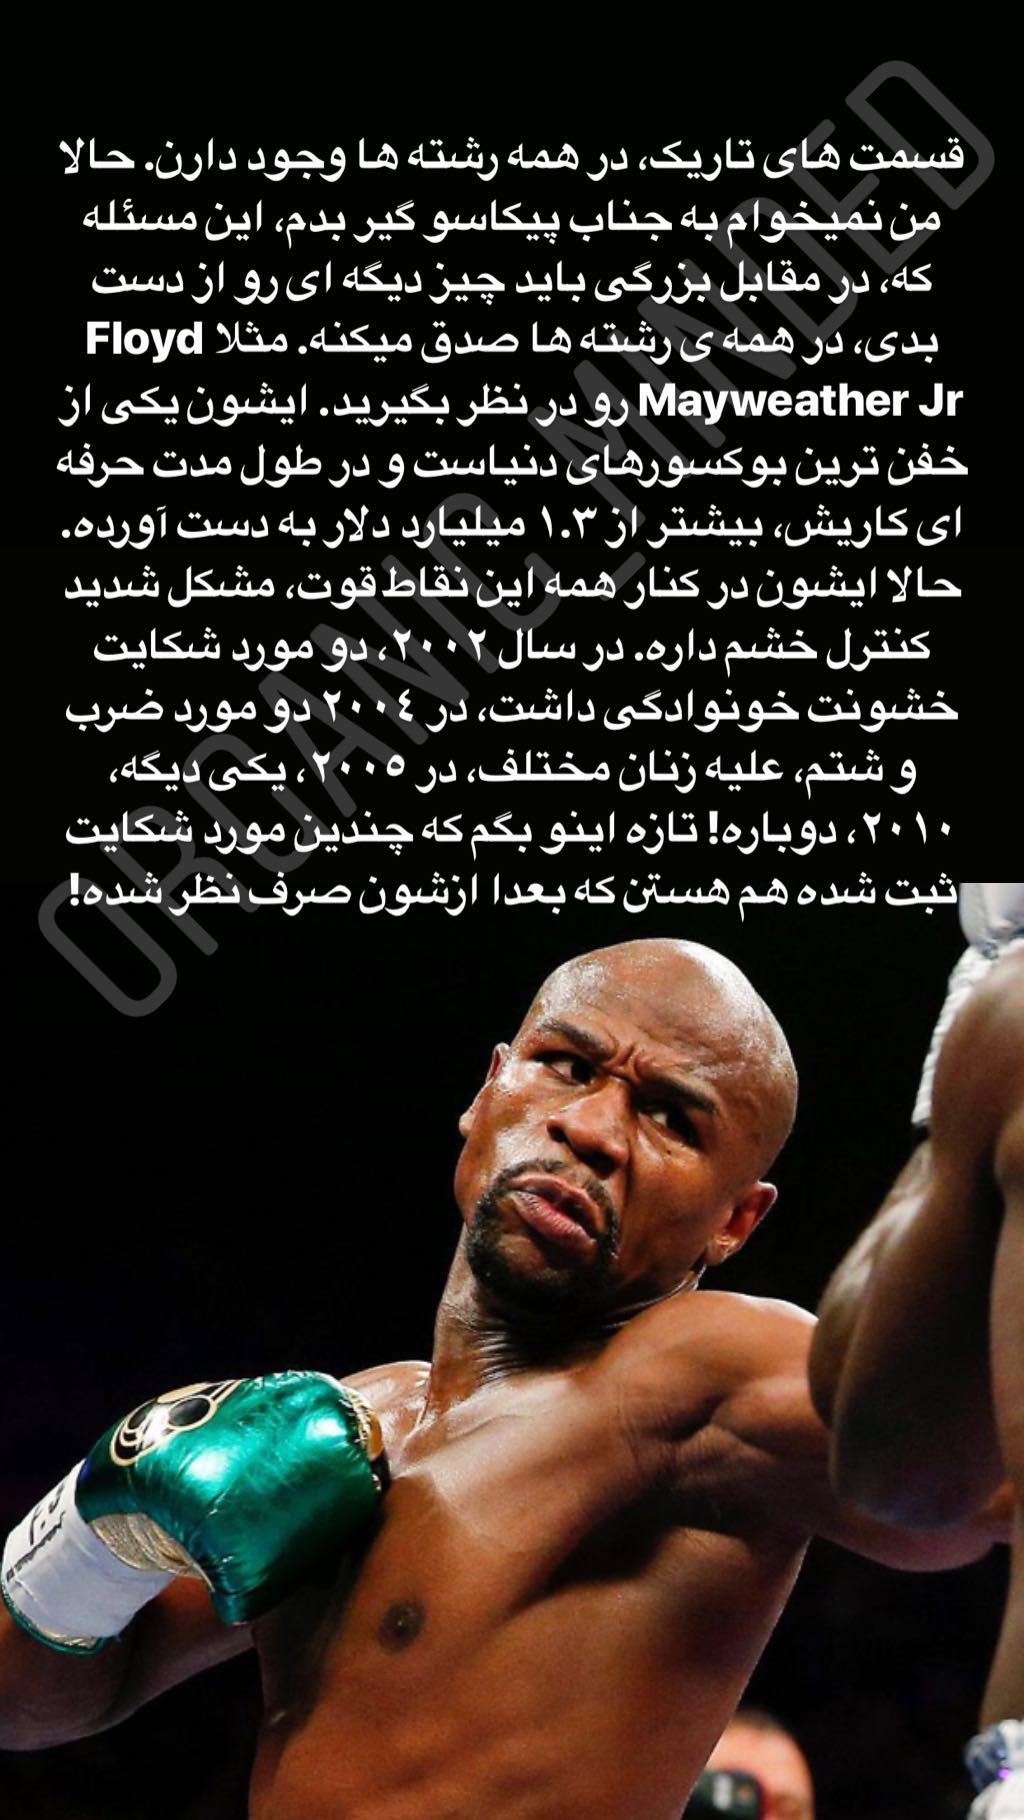 قسمت های تاریک، در همه رشته ها وجود دارن. حالا
من نمیخوام به جناب پیکاسو گیر بدم، این مسئله
که، در مقابل بزرگی باید چیز دیگه ای رو از دست
بدی، در همه ی رشته ها صدق میکنه. مثلا Floyd
Mayweather Jr رو در نظر بگیرید. ایشون یکی از
خفن ترین بوکسورهای دنیاست و در طول مدت حرفه
ای کاریش، بیشتر از ۱.۳ میلیارد دلار به دست آورده.
حالا ایشون در کنار همه این نقاط قوت، مشکل شدید
کنترل خشم داره. در سال ۲۰۰۲، دو مورد شکایت
خشونت خونوادگی داشت، در ۲۰۰٤ دو مورد ضرب
و شتم، علیه زنان مختلف، در ۲۰۰۵، یکی دیگه،
۲۰۱۰، دوباره! تازه اینو بگم که چندین مورد شکایت
ثبت شده هم هستن که بعدا ازشون صرف نظر شده!
ORGANIC_MINDED